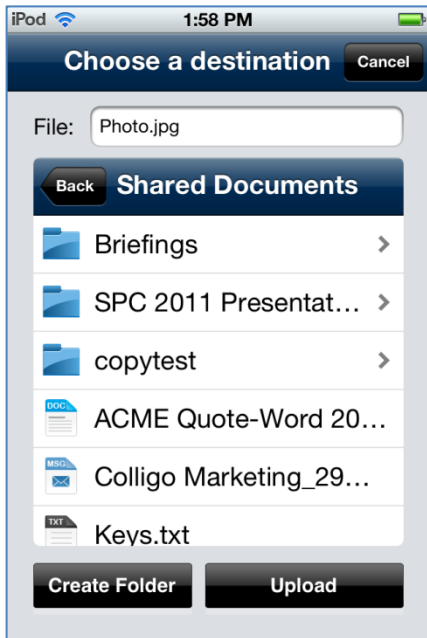 iPod 1:58 PM
Choose a destination Cancel
File: Photo.jpg
Back Shared Documents
Briefings
SPC 2011 Presentat...
copytest
DOC ACME Quote-Word 20...
MSG Colligo Marketing_29...
TXT Keys.txt
Create Folder Upload